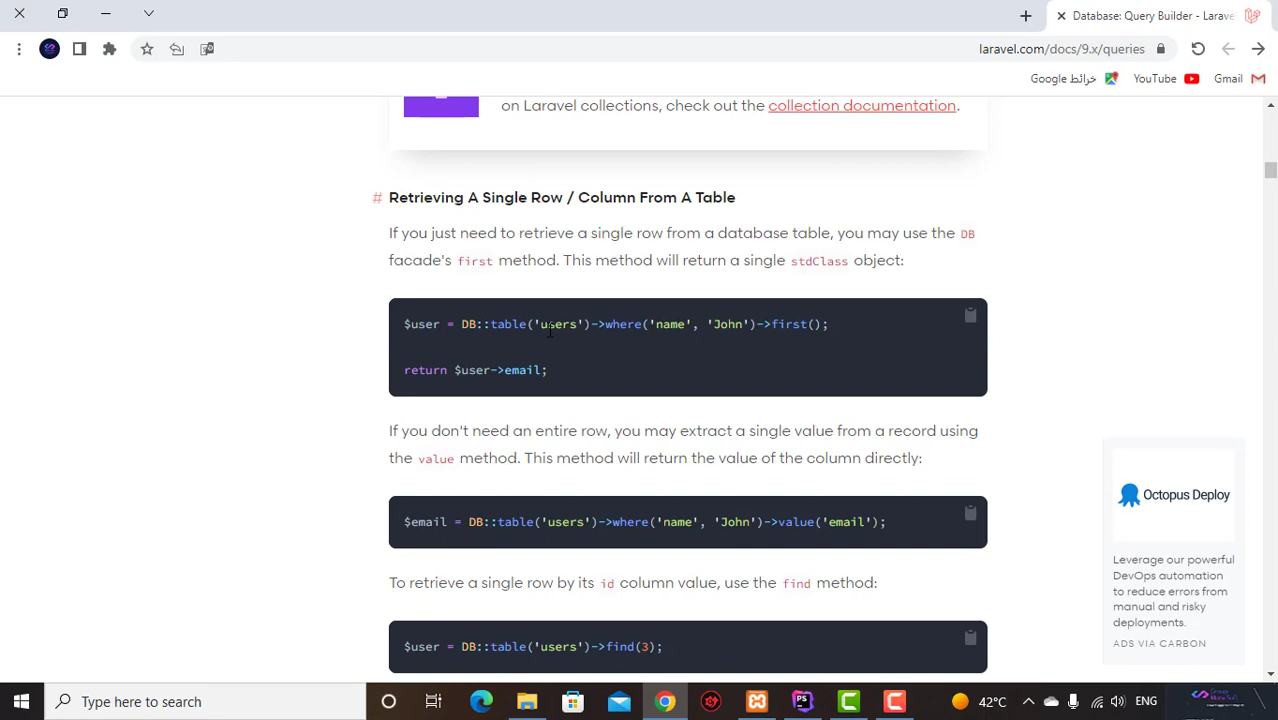 Database: Query Builder - Larave
laravel.com/docs/9.x/queries
Gmail
YouTube
خرائط Google
on Laravel collections, check out the collection documentation.
# Retrieving A Single Row / Column From A Table
If you just need to retrieve a single row from a database table, you may use the DB
facade's first method. This method will return a single stdClass object:
$user = DB::table('users')->where('name', 'John')->first();
return $user->email;
If you don't need an entire row, you may extract a single value from a record using
the value method. This method will return the value of the column directly:
$email = DB::table('users')->where('name', 'John')->value('email');
To retrieve a single row by its id column value, use the find method:
$user = DB::table('users')->find(3);
Octopus Deploy
Leverage our powerful
DevOps automation
to reduce errors from
manual and risky
deployments.
ADS VIA CARBON
Type here to search
PS
42°C
ENG